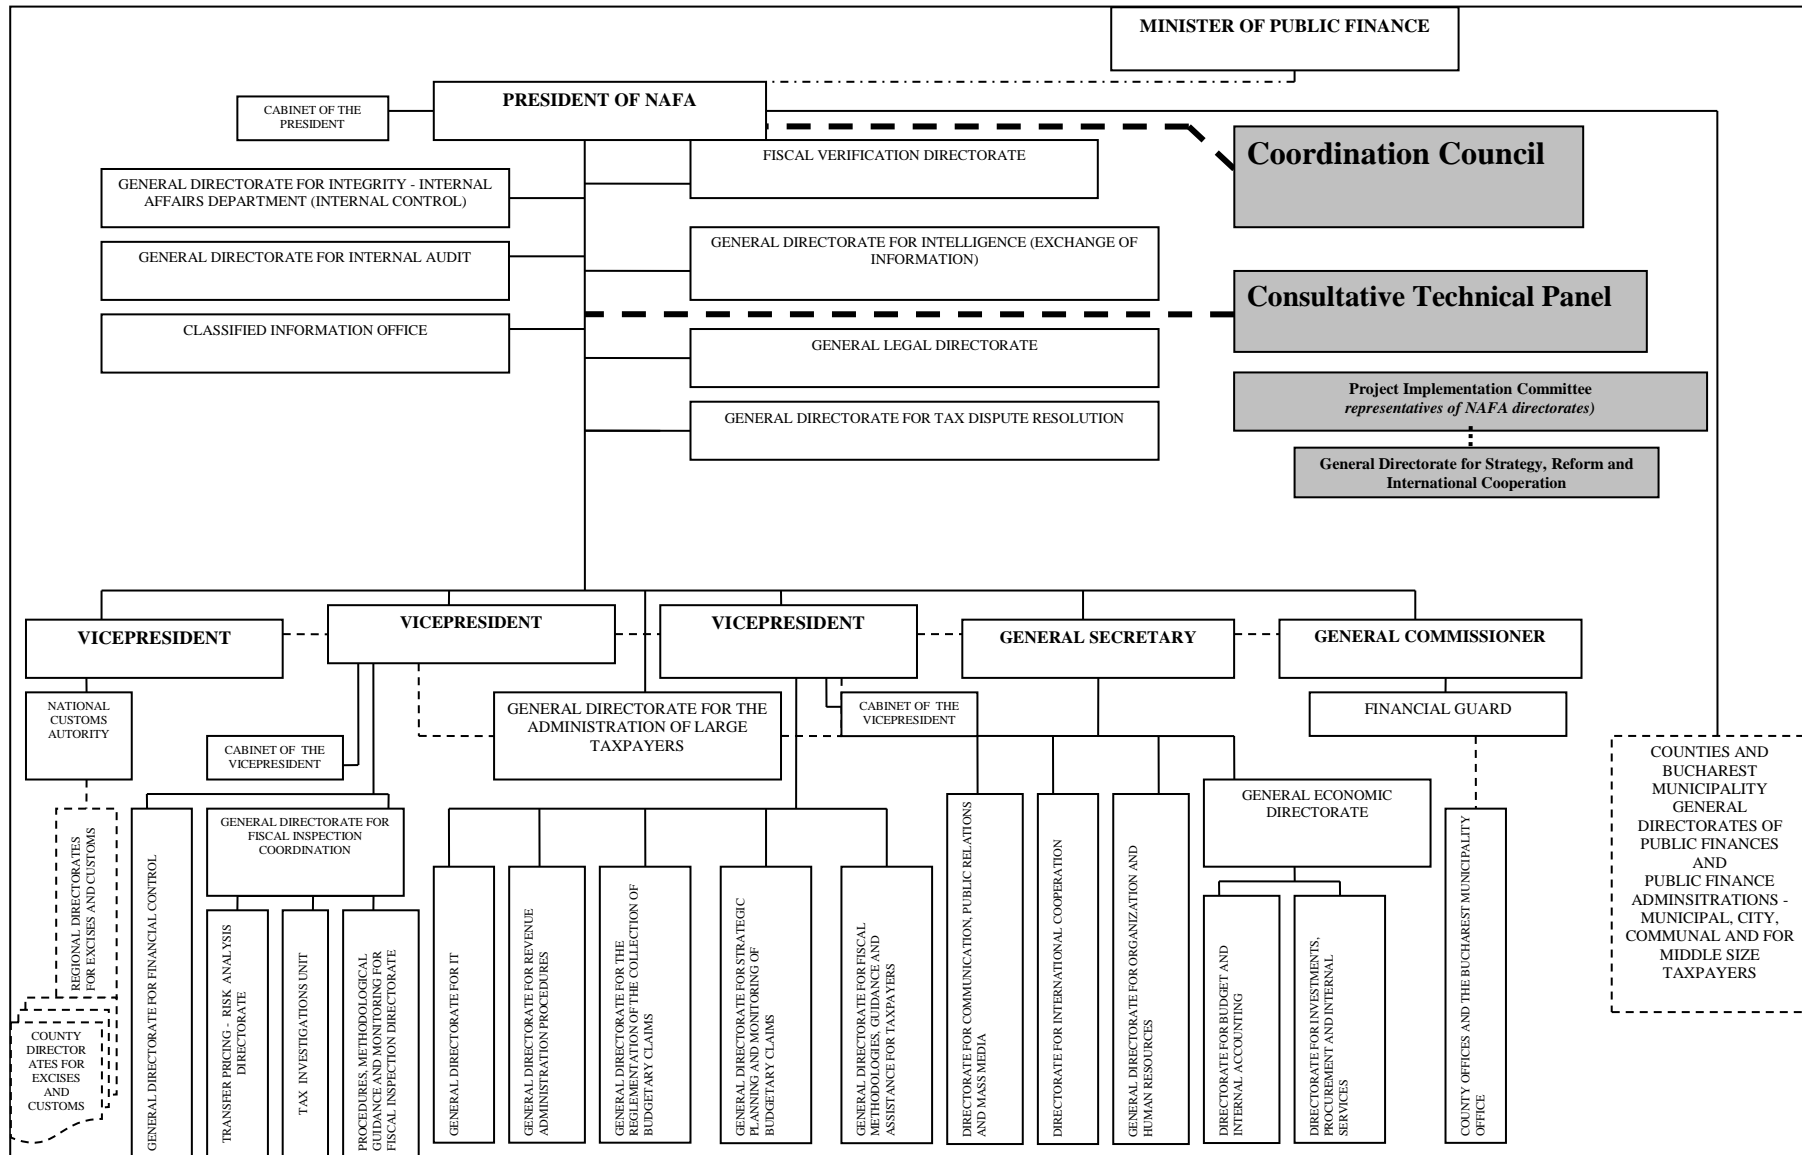 MINISTER OF PUBLIC FINANCE
PRESIDENT OF NAFA
CABINET OF THE
PRESIDENT
Coordination Council
FISCAL VERIFICATION DIRECTORATE
GENERAL DIRECTORATE FOR INTEGRITY - INTERNAL
AFFAIRS DEPARTMENT (INTERNAL CONTROL)
GENERAL DIRECTORATE FOR INTELLIGENCE (EXCHANGE OF
INFORMATION)
GENERAL DIRECTORATE FOR INTERNAL AUDIT
Consultative Technical Panel
CLASSIFIED INFORMATION OFFICE
GENERAL LEGAL DIRECTORATE
Project Implementation Committee
representatives of NAFA directorates)
GENERAL DIRECTORATE FOR TAX DISPUTE RESOLUTION
General Directorate for Strategy, Reform and
International Cooperation
VICEPRESIDENT
VICEPRESIDENT
VICEPRESIDENT
GENERAL SECRETARY
GENERAL COMMISSIONER
NATIONAL
CUSTOMS
AUTORITY
CABINET OF THE
VICEPRESIDENT
GENERAL DIRECTORATE FOR THE
ADMINISTRATION OF LARGE
TAXPAYERS
CABINET OF THE
VICEPRESIDENT
FINANCIAL GUARD
COUNTIES AND
BUCHAREST
MUNICIPALITY
GENERAL
DIRECTORATES OF
PUBLIC FINANCES
AND
PUBLIC FINANCE
ADMINSITRATIONS -
MUNICIPAL, CITY,
COMMUNAL AND FOR
MIDDLE SIZE
TAXPAYERS
REGIONAL DIRECTORATES
FOR EXCISES AND CUSTOMS
COUNTY
DIRECTOR
ATES FOR
EXCISES
AND
CUSTOMS
GENERAL DIRECTORATE FOR FINANCIAL CONTROL
GENERAL DIRECTORATE FOR
FISCAL INSPECTION
COORDINATION
TRANSFER PRICING - RISK ANALYSIS
DIRECTORATE
TAX INVESTIGATIONS UNIT
PROCEDURES, METHODOLOGICAL
GUIDANCE AND MONITORING FOR
FISCAL INSPECTION DIRECTORATE
GENERAL DIRECTORATE FOR IT
GENERAL DIRECTORATE FOR REVENUE
ADMINISTRATION PROCEDURES
GENERAL DIRECTORATE FOR THE
REGLEMENTATION OF THE COLLECTION OF
BUDGETARY CLAIMS
GENERAL DIRECTORATE FOR STRATEGIC
PLANNING AND MONITORING OF
BUDGETARY CLAIMS
GENERAL DIRECTORATE FOR FISCAL
METHODOLOGIES, GUIDANCE AND
ASSISTANCE FOR TAXPAYERS
DIRECTORATE FOR COMMUNICATION, PUBLIC RELATIONS
AND MASS MEDIA
DIRECTORATE FOR INTERNATIONAL COOPERATION
GENERAL DIRECTORATE FOR ORGANIZATION AND
HUMAN RESOURCES
GENERAL ECONOMIC
DIRECTORATE
DIRECTORATE FOR BUDGET AND
INTERNAL ACCOUNTING
DIRECTORATE FOR INVESTMENTS,
PROCUREMENT AND INTERNAL
SERVICES
COUNTY OFFICES AND THE BUCHAREST MUNICIPALITY
OFFICE